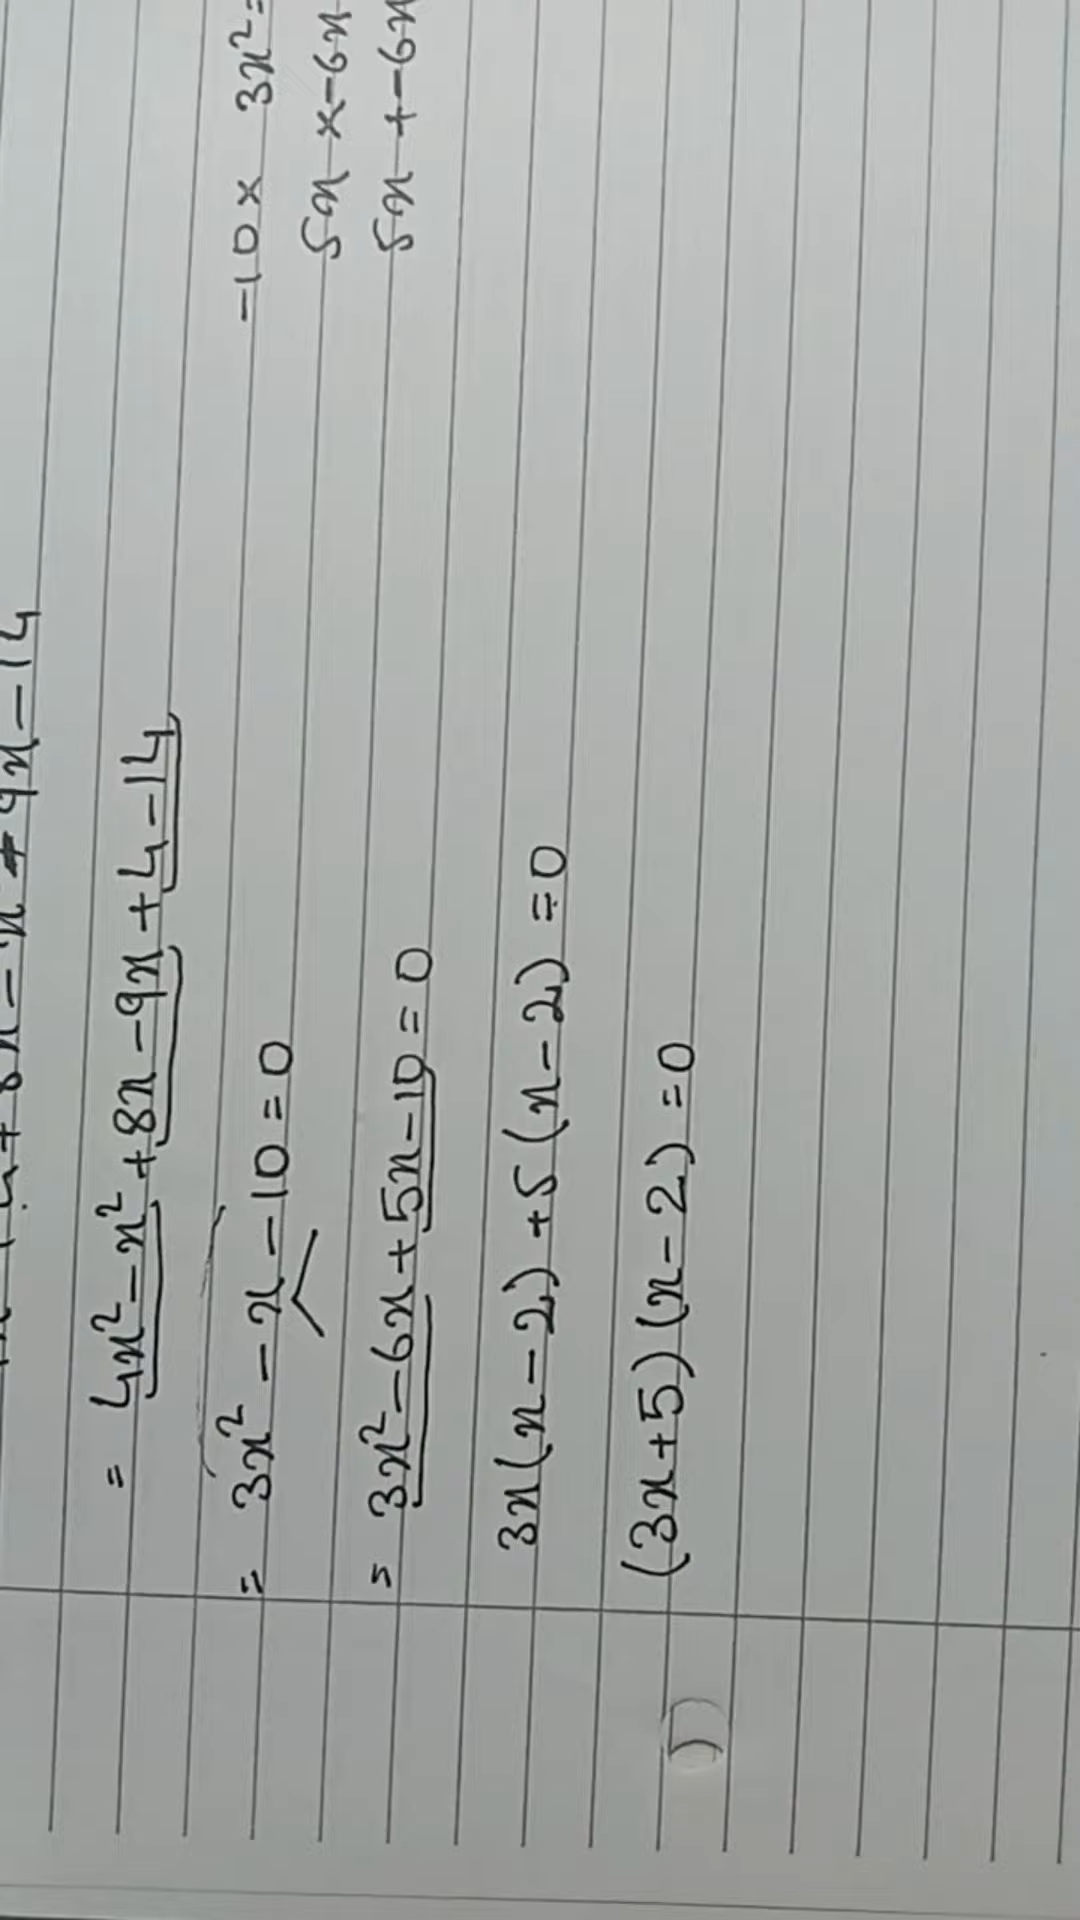 - 14
= 4x² - x² + 8x - 9x + 4 - 14
= 3x² - x - 10 = 0    -10 x 3x² =
5x x -6x
= 3x² - 6x + 5x - 10 = 0    5x + -6x
3x(x - 2) + 5(x - 2) = 0
(3x + 5)(x - 2) = 0